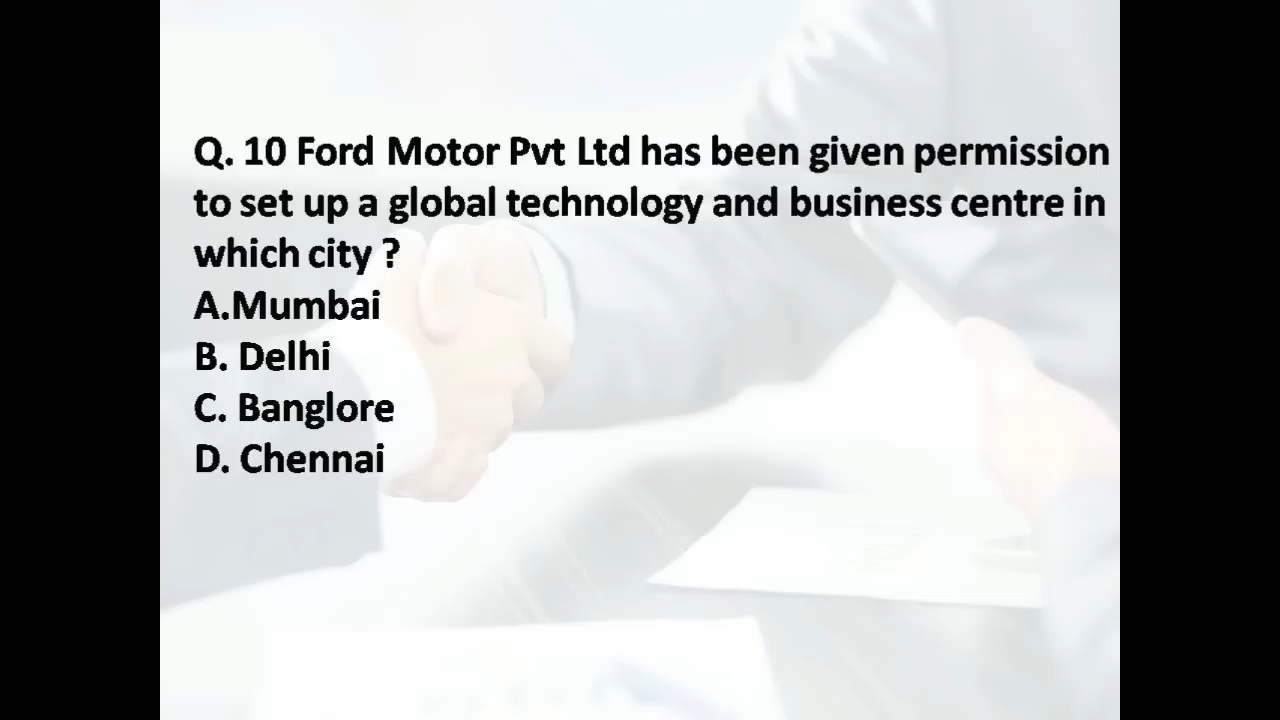 Q. 10 Ford Motor Pvt Ltd has been given permission
to set up a global technology and business centre in
which city ?
A.Mumbai
B. Delhi
C. Banglore
D. Chennai